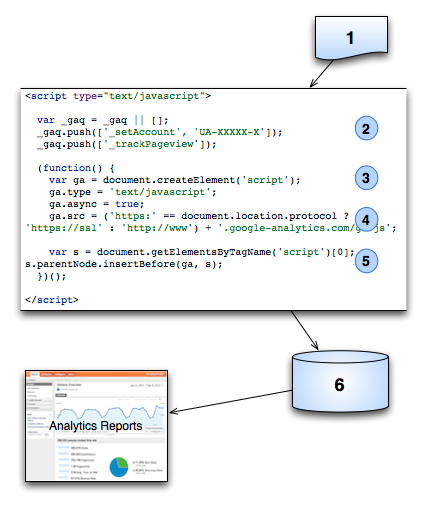 1
<script type="text/javascript">
var _gaq = _gaq || [];
_gaq.push(['_setAccount', 'UA-XXXXX-X']);
2
_gaq.push(['_trackPageview']);
(function() {
var ga = document.createElement('script');
3
ga.type = 'text/javascript';
ga.async = true;
ga.src = ('https:' == document.location.protocol ?
4
'https://ssl' : 'http://www') + '.google-analytics.com/ js';
var s = document.getElementsByTagName('script')[0];
5
s.parentNode.insertBefore(ga, s);
})();
</script>
6
Analytics Reports